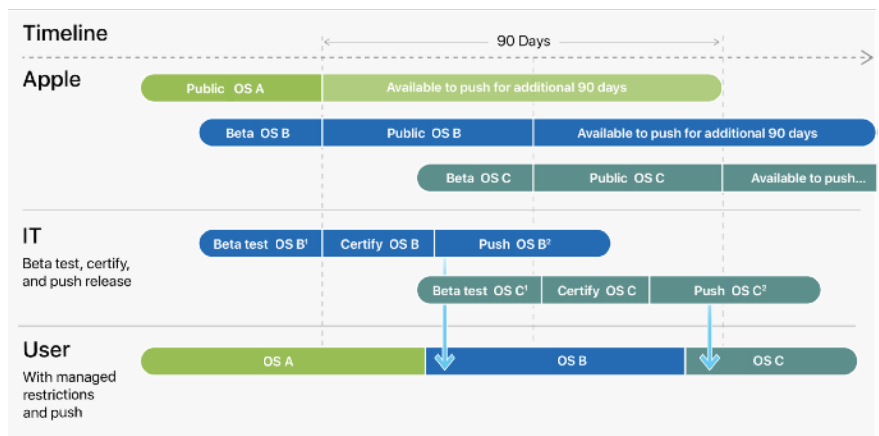 Timeline
90 Days
Apple
Public OS A
Available to push for additional 90 days
Beta OS B
Public OS B
Available to push for additional 90 days
Beta OS C
Public OS C
Available to push...
IT
Beta test, certify,
and push release
Beta test OS B¹
Certify OS B
Push OS B²
Beta test OS C¹
Certify OS C
Push OS C²
User
With managed
restrictions
and push
OS A
OS B
OS C